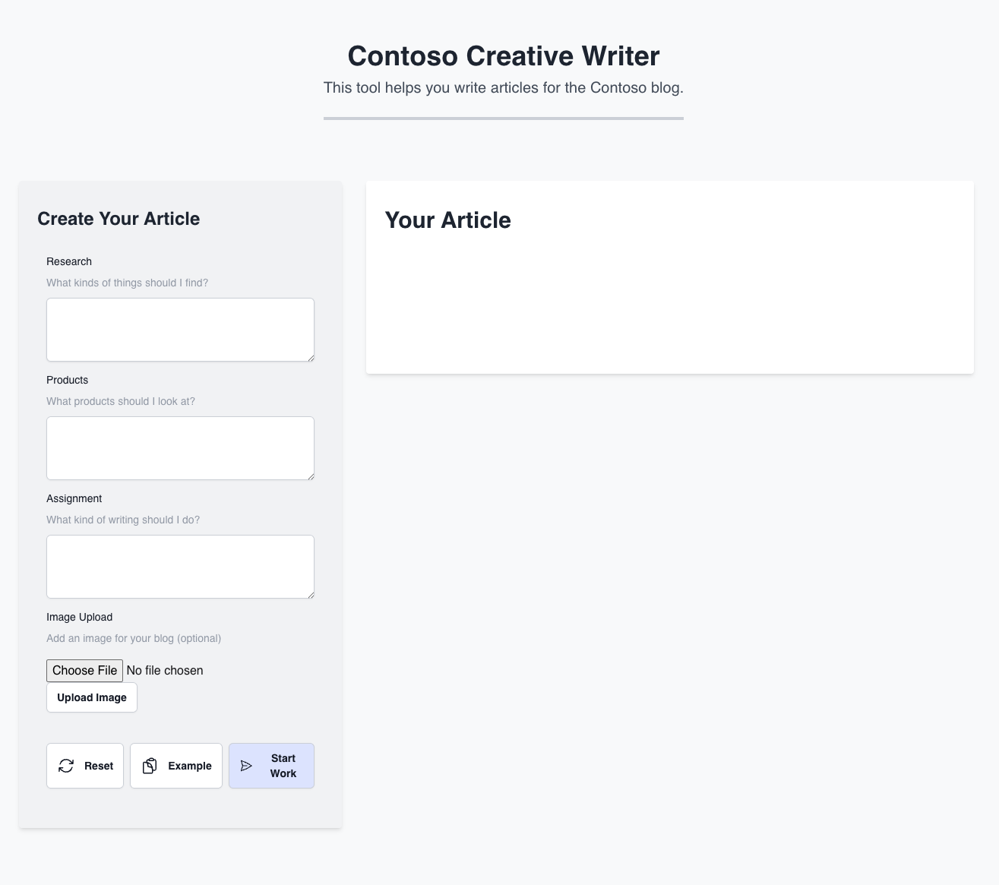 Contoso Creative Writer
This tool helps you write articles for the Contoso blog.
Create Your Article
Research
What kinds of things should I find?
Products
What products should I look at?
Assignment
What kind of writing should I do?
Image Upload
Add an image for your blog (optional)
Choose File No file chosen
Upload Image
Reset
Example
Start
Work
Your Article